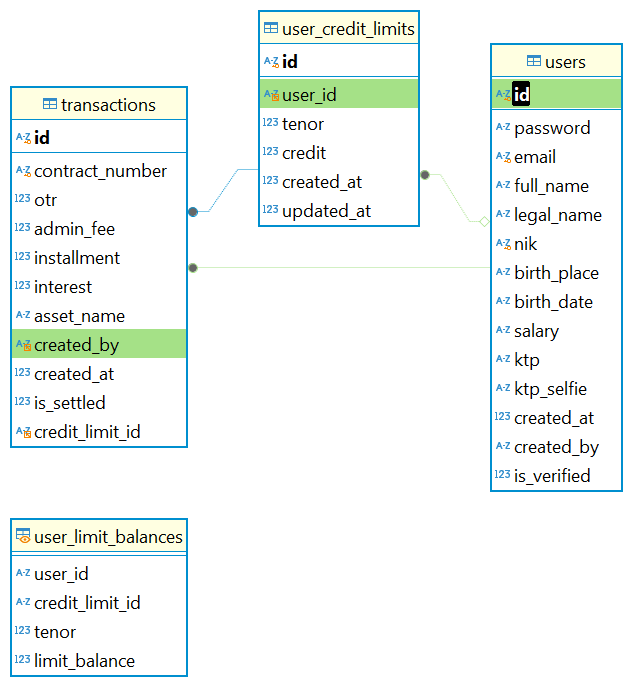 transactions
id
contract_number
otr
admin_fee
installment
interest
asset_name
created_by
created_at
is_settled
credit_limit_id
user_credit_limits
id
user_id
tenor
credit
created_at
updated_at
users
id
password
email
full_name
legal_name
nik
birth_place
birth_date
salary
ktp
ktp_selfie
created_at
created_by
is_verified
user_limit_balances
user_id
credit_limit_id
tenor
limit_balance